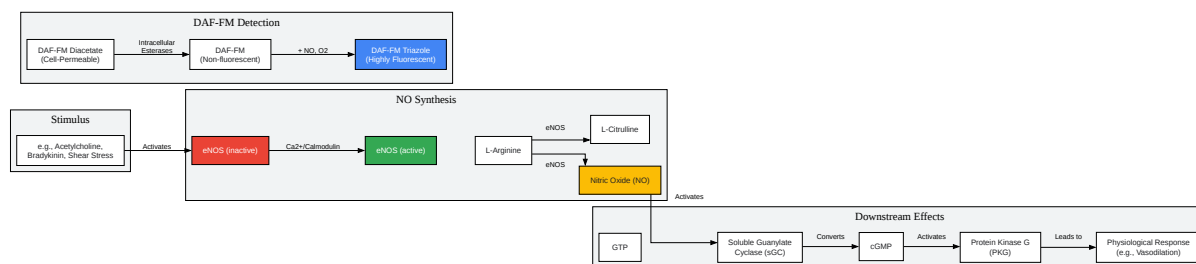 DAF-FM Detection
DAF-FM Diacetate
(Cell-Permeable)
Intracellular
Esterases
DAF-FM
(Non-fluorescent)
+ NO, O2
DAF-FM Triazole
(Highly Fluorescent)
Stimulus
e.g., Acetylcholine,
Bradykinin, Shear Stress
Activates
NO Synthesis
eNOS (inactive)
Ca2+/Calmodulin
eNOS (active)
L-Arginine
eNOS
eNOS
L-Citrulline
Nitric Oxide (NO)
Activates
Downstream Effects
GTP
Soluble Guanylate
Cyclase (sGC)
Converts
cGMP
Activates
Protein Kinase G
(PKG)
Leads to
Physiological Response
(e.g., Vasodilation)